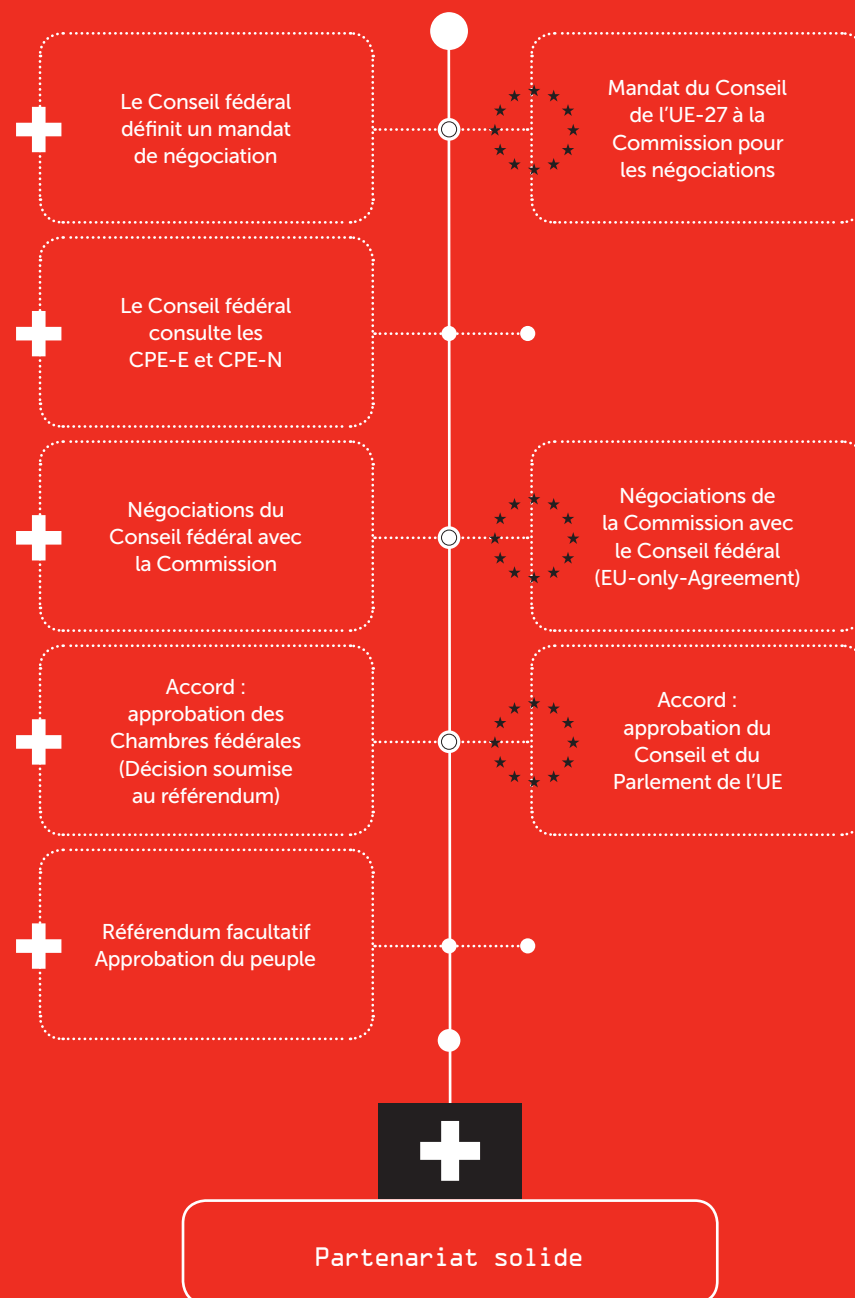 Le Conseil fédéral
définit un mandat
de négociation
Mandat du Conseil
de l'UE-27 à la
Commission pour
les négociations
Le Conseil fédéral
consulte les
CPE-E et CPE-N
Négociations du
Conseil fédéral avec
la Commission
Négociations de
la Commission avec
le Conseil fédéral
(EU-only-Agreement)
Accord :
approbation des
Chambres fédérales
(Décision soumise
au référendum)
Accord :
approbation du
Conseil et du
Parlement de l'UE
Référendum facultatif
Approbation du peuple
Partenariat solide